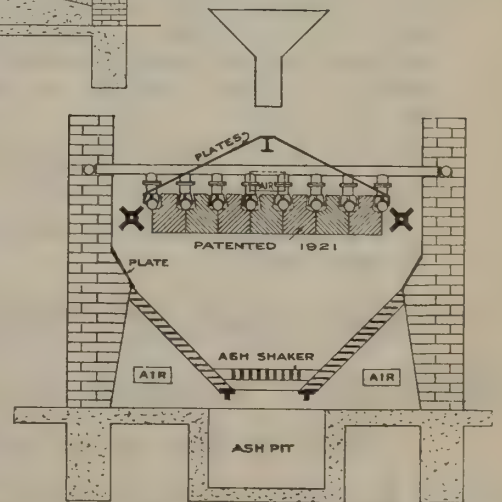 PLATES
AIR
PATENTED 1921
PLATE
ASH SHAKER
AIR
AIR
ASH PIT